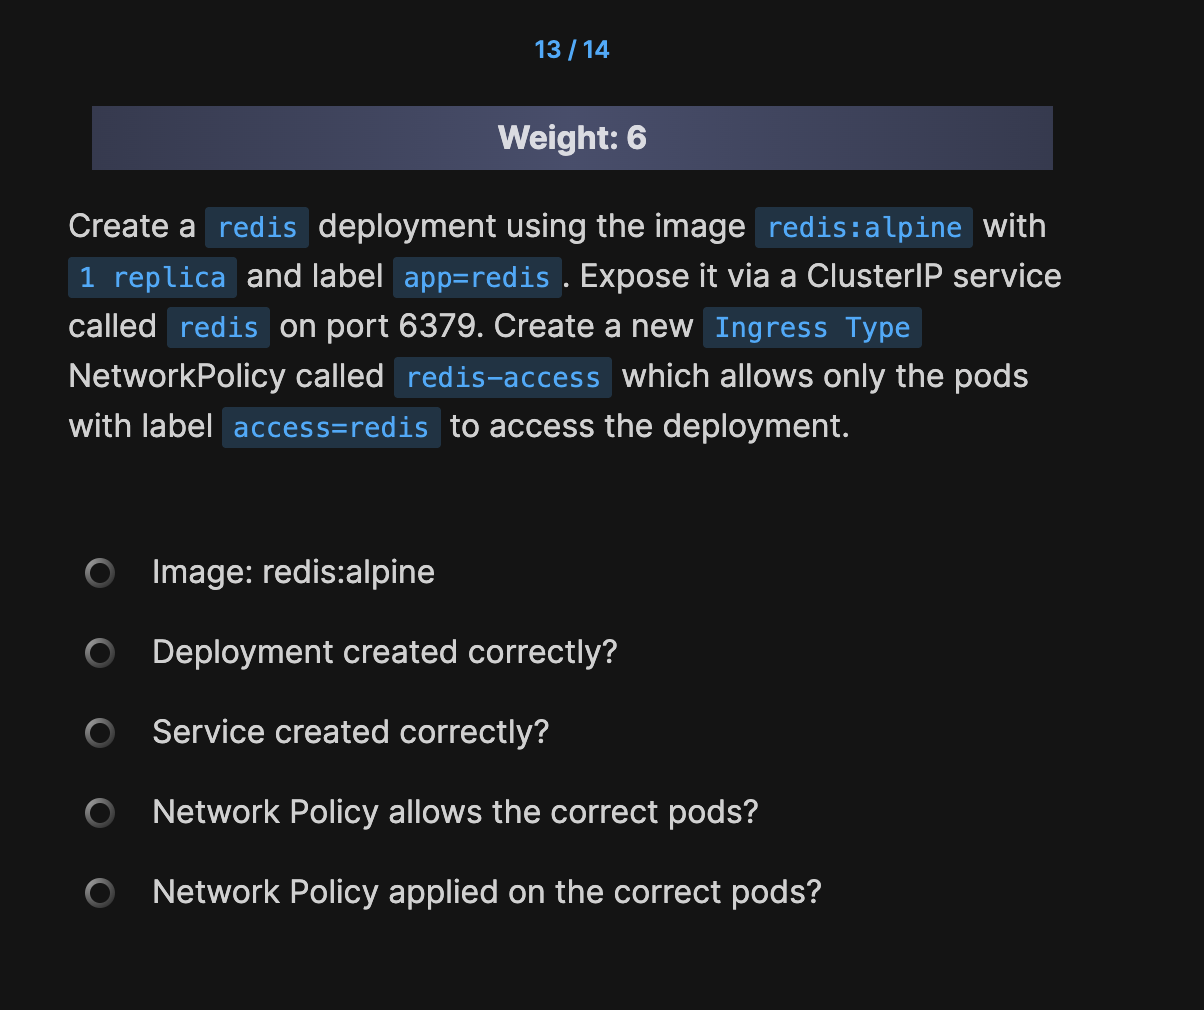 13 / 14
Weight: 6
Create a redis deployment using the image redis:alpine with
1 replica and label app=redis. Expose it via a ClusterIP service
called redis on port 6379. Create a new Ingress Type
NetworkPolicy called redis-access which allows only the pods
with label access=redis to access the deployment.
Image: redis:alpine
Deployment created correctly?
Service created correctly?
Network Policy allows the correct pods?
Network Policy applied on the correct pods?